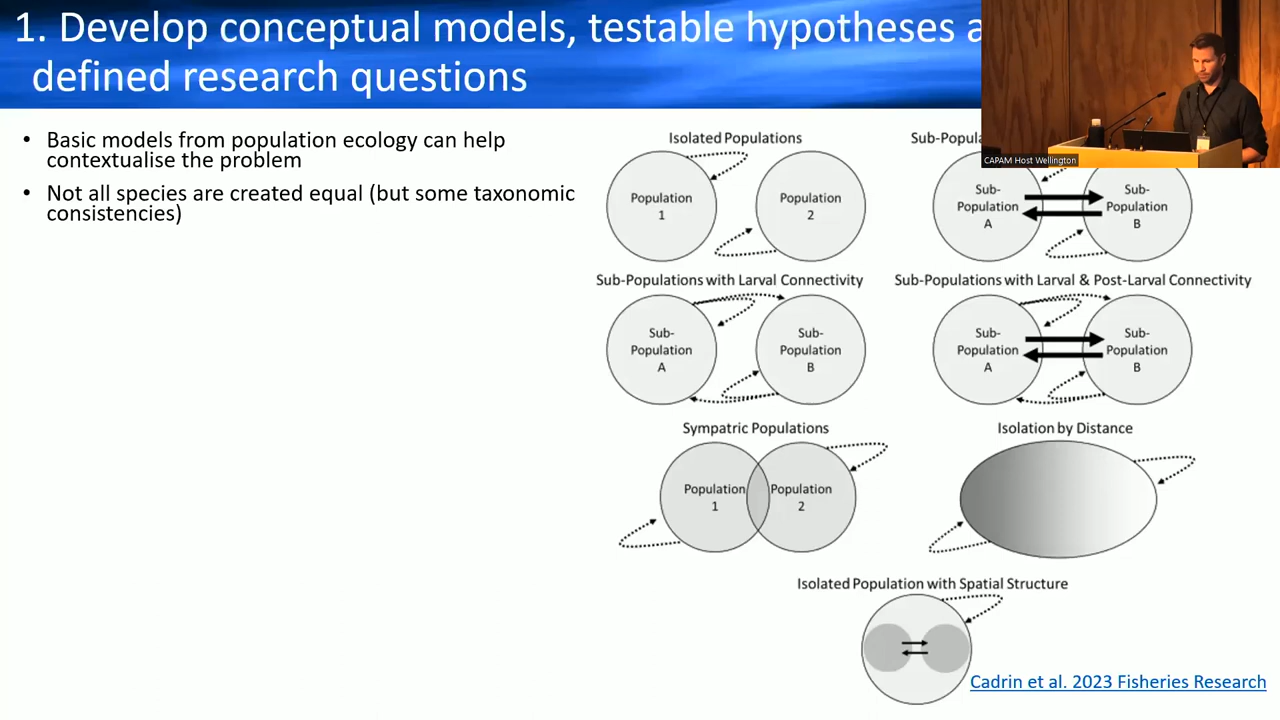 1. Develop conceptual models, testable hypotheses
defined research questions
• Basic models from population ecology can help
contextualise the problem
• Not all species are created equal (but some taxonomic
consistencies)
Isolated Populations
Population
1
Population
2
CAPAM Host Wellington
Sub-
Population
A
Sub-
Population
B
Sub-Populations with Larval Connectivity
Sub-
Population
A
Sub-
Population
B
Sub-Populations with Larval & Post-Larval Connectivity
Sub-
Population
A
Sub-
Population
B
Sympatric Populations
Population
1
Population
2
Isolation by Distance
Isolated Population with Spatial Structure
Cadrin et al. 2023 Fisheries Research